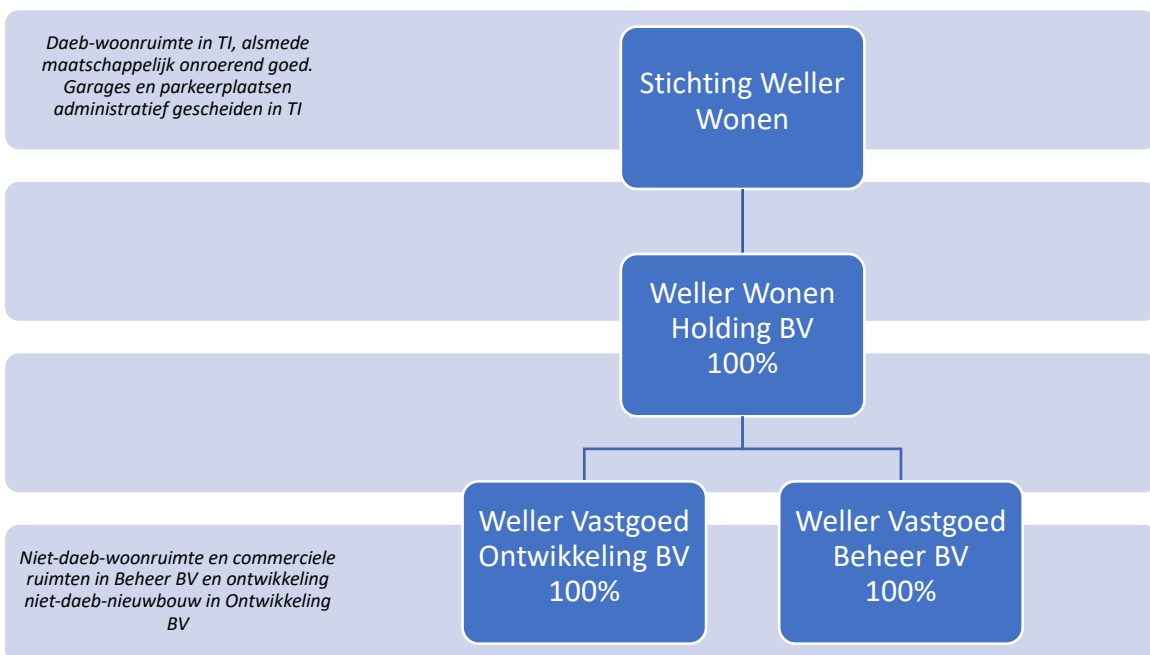 Daeb-woonruimte in TI, alsmede
maatschappelijk onroerend goed.
Garages en parkeerplaatsen
administratief gescheiden in TI
Stichting Weller
Wonen
Weller Wonen
Holding BV
100%
Weller Vastgoed
Ontwikkeling BV
100%
Weller Vastgoed
Beheer BV
100%
Niet-daeb-woonruimte en commerciele
ruimten in Beheer BV en ontwikkeling
niet-daeb-nieuwbouw in Ontwikkeling
BV